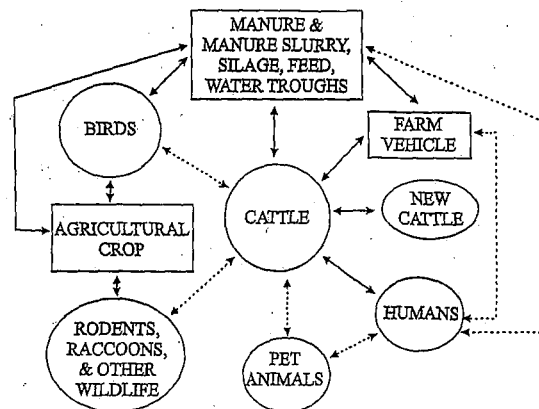 MANURE &
MANURE SLURRY,
SILAGE, FEED,
WATER TROUGHS
BIRDS
FARM
VEHICLE
CATTLE
NEW
CATTLE
AGRICULTURAL
CROP
HUMANS
RODENTS,
RACCOONS,
& OTHER
WILDLIFE
PET
ANIMALS